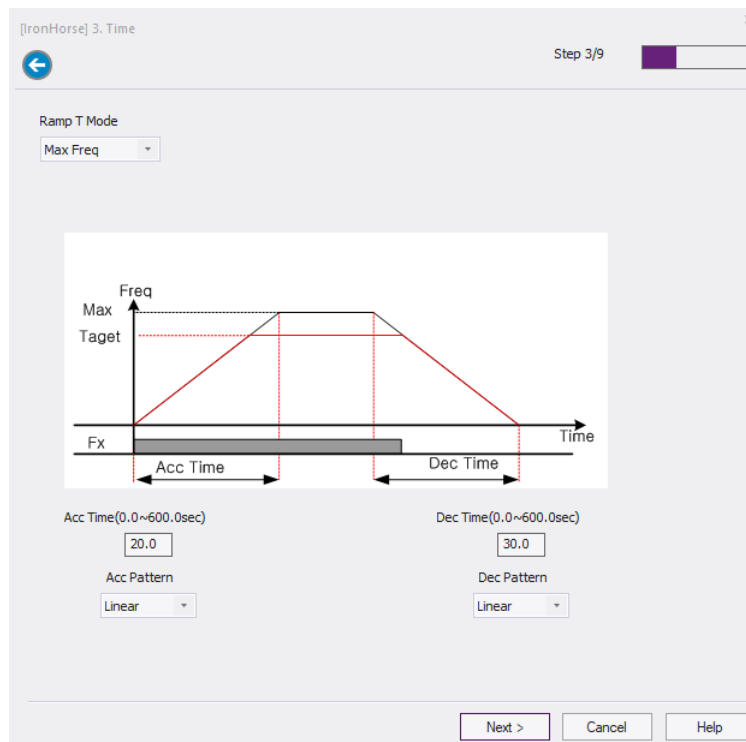 [IronHorse] 3. Time
Step 3/9
Ramp T Mode
Max Freq
Freq
Max
Taget
Fx
Time
Acc Time
Dec Time
Acc Time(0.0~600.0sec)
Dec Time(0.0~600.0sec)
20.0
30.0
Acc Pattern
Dec Pattern
Linear
Linear
Next >
Cancel
Help